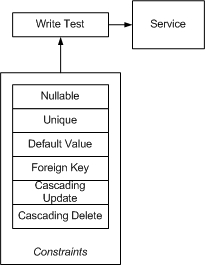 Write Test
Service
Nullable
Unique
Default Value
Foreign Key
Cascading
Update
Cascading Delete
Constraints